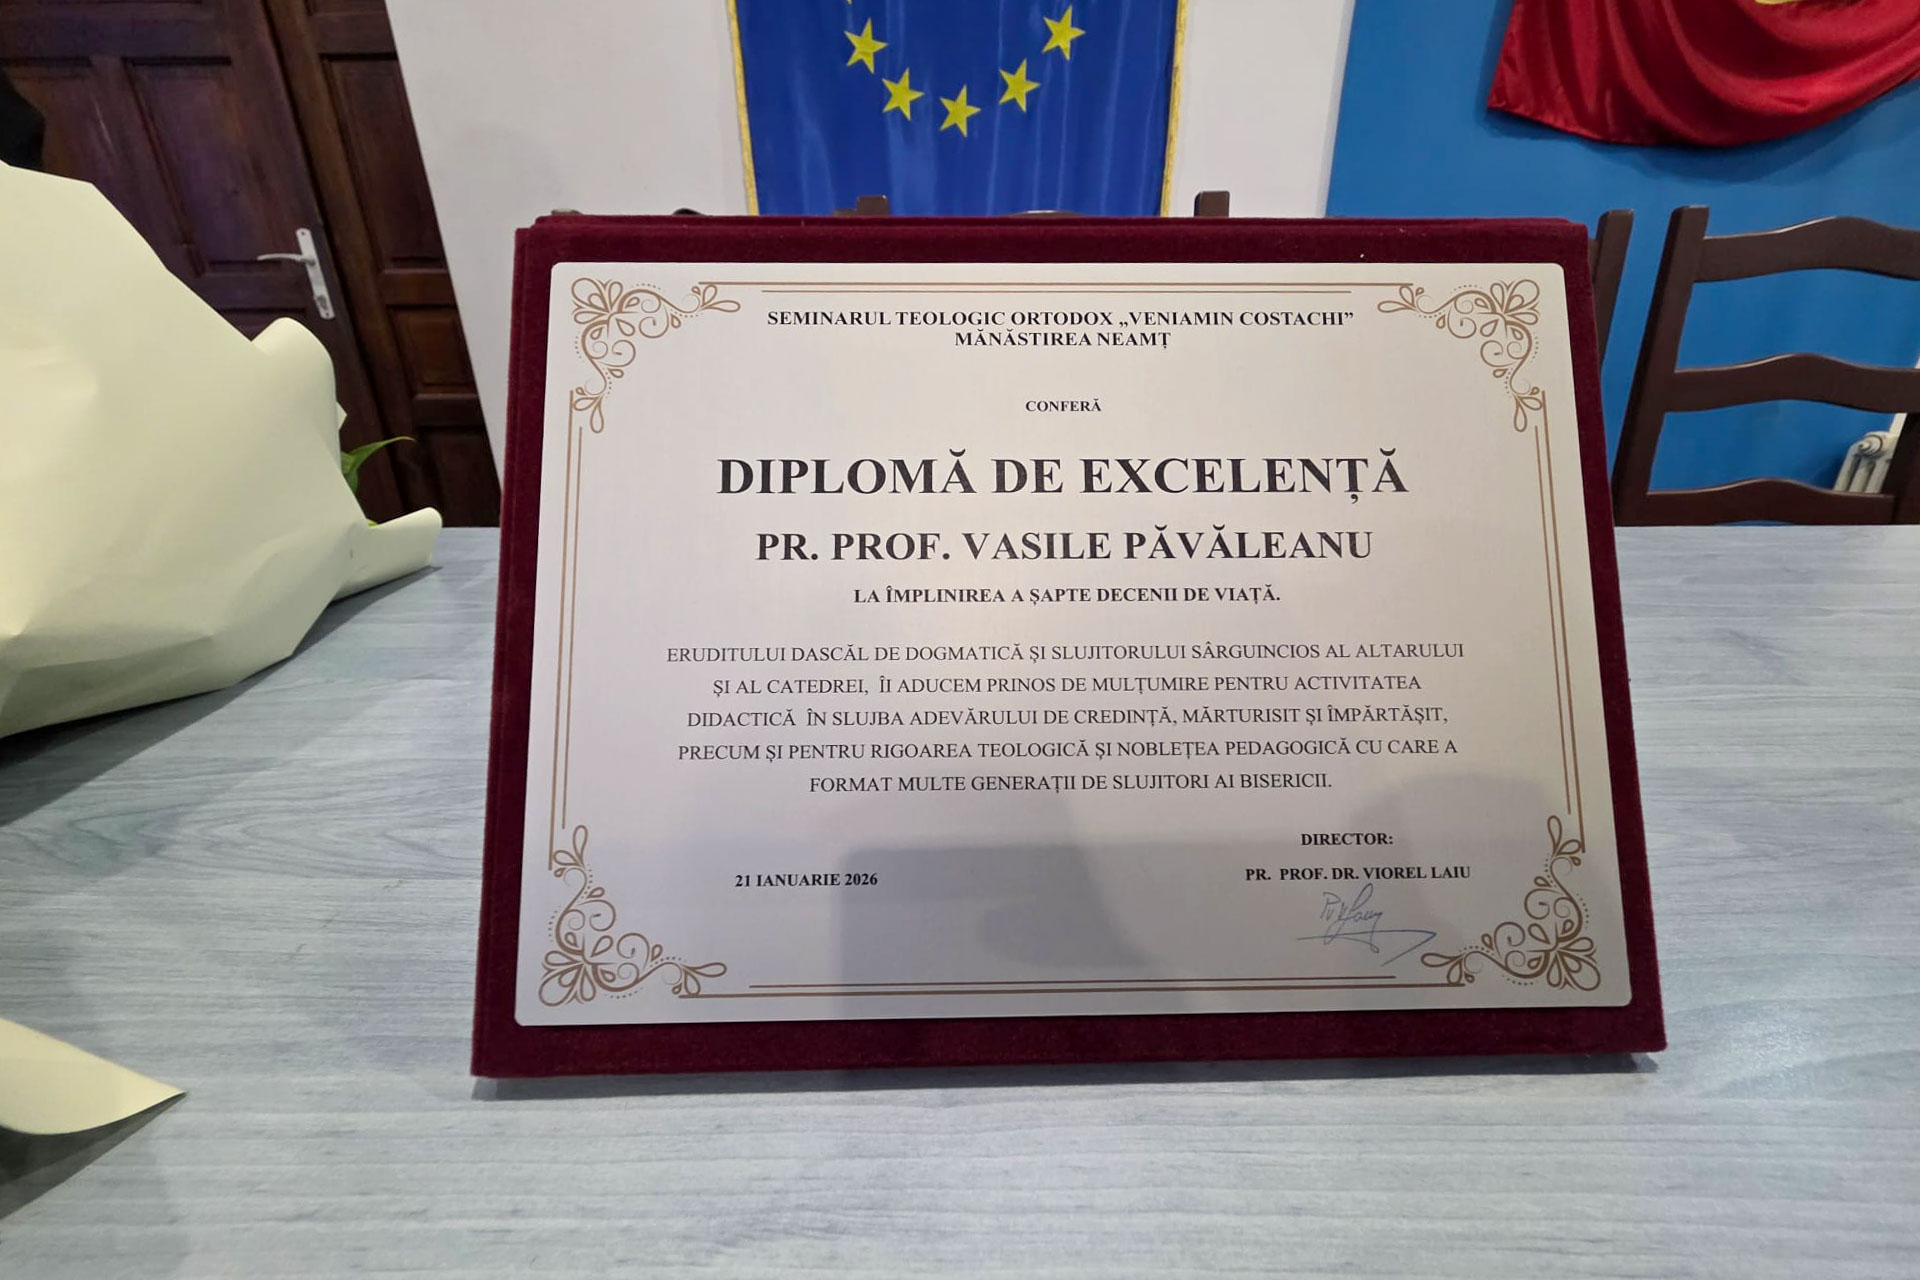 SEMINARUL TEOLOGIC ORTODOX „VENIAMIN COSTACHI”
MĂNĂSTIREA NEAMȚ
CONFERĂ
DIPLOMĂ DE EXCELENȚĂ
PR. PROF. VASILE PĂVĂLEANU
LA ÎMPLINIREA A ȘAPTE DECENII DE VIAȚĂ.
ERUDITULUI DASCĂL DE DOGMATICĂ ȘI SLUJITORULUI SÂRGUINCIOS AL ALTARULUI
ȘI AL CATEDREI, ÎI ADUCEM PRINOS DE MULȚUMIRE PENTRU ACTIVITATEA
DIDACTICĂ ÎN SLUJBA ADEVĂRULUI DE CREDINȚĂ, MĂRTURISIT ȘI ÎMPĂRTĂȘIT,
PRECUM ȘI PENTRU RIGOAREA TEOLOGICĂ ȘI NOBLEȚEA PEDAGOGICĂ CU CARE A
FORMAT MULTE GENERAȚII DE SLUJITORI AI BISERICII.
DIRECTOR:
21 IANUARIE 2026
PR. PROF. DR. VIOREL LAIU